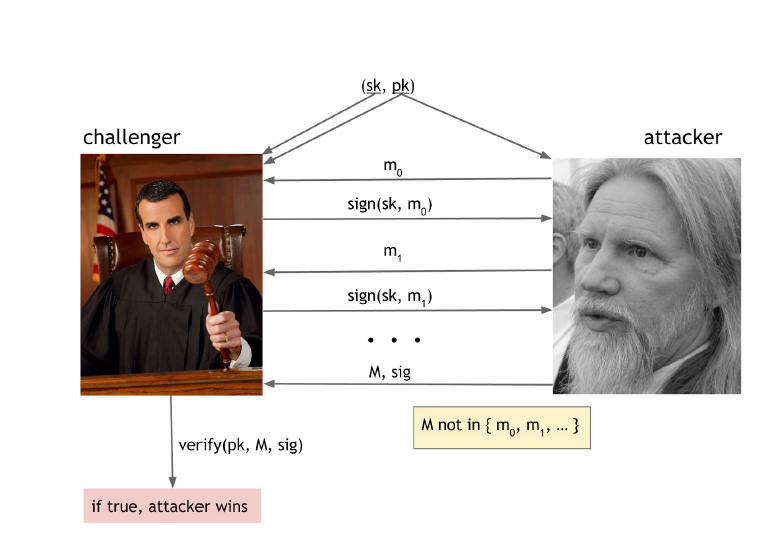 (sk, pk)
challenger
attacker
m₀
sign(sk, m₀)
m₁
sign(sk, m₁)
. . .
M, sig
M not in { m₀, m₁, ... }
verify(pk, M, sig)
if true, attacker wins